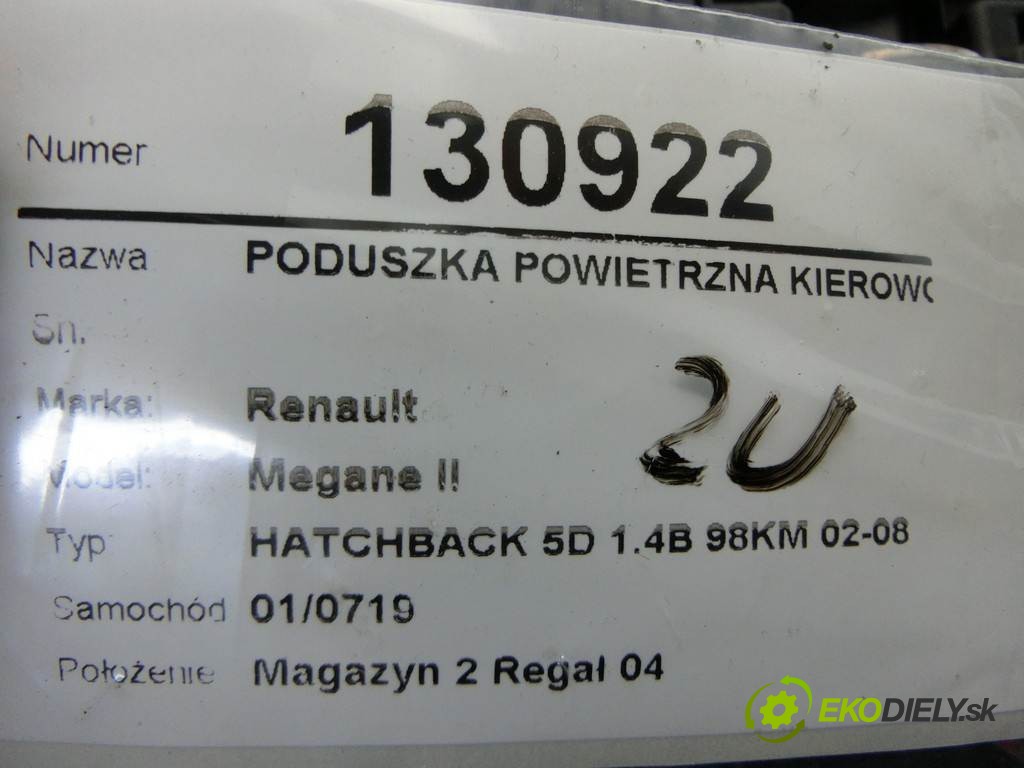 Numer 130922
Nazwa PODUSZKA POWIETRZNA KIEROWC
Sn.
Marka: Renault
Model: Megane II
20
Typ HATCHBACK 5D 1.4B 98KM 02-08
Samochód 01/0719
Położenie Magazyn 2 Regał 04
EKODIELY.sk